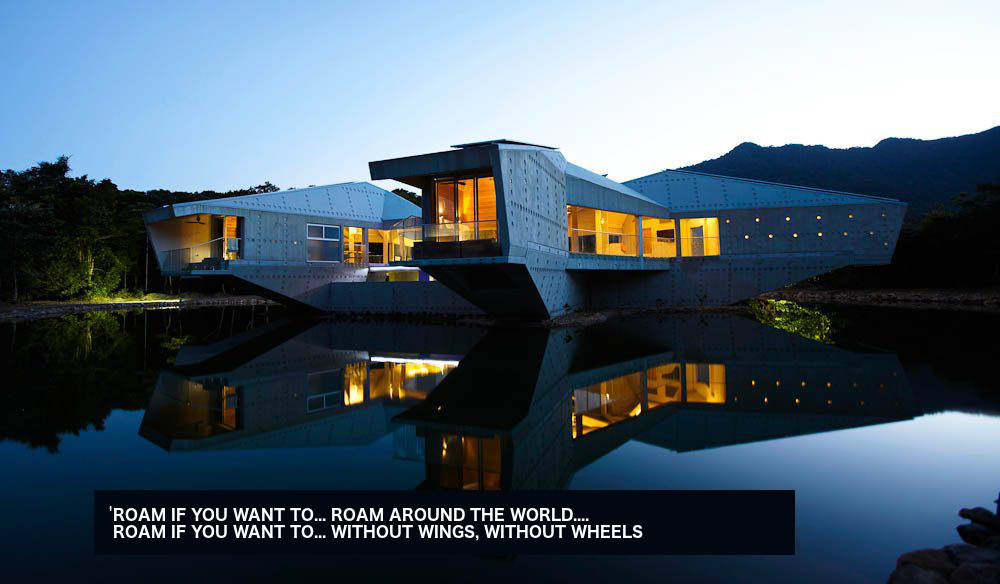 'ROAM IF YOU WANT TO... ROAM AROUND THE WORLD....
ROAM IF YOU WANT TO... WITHOUT WINGS, WITHOUT WHEELS